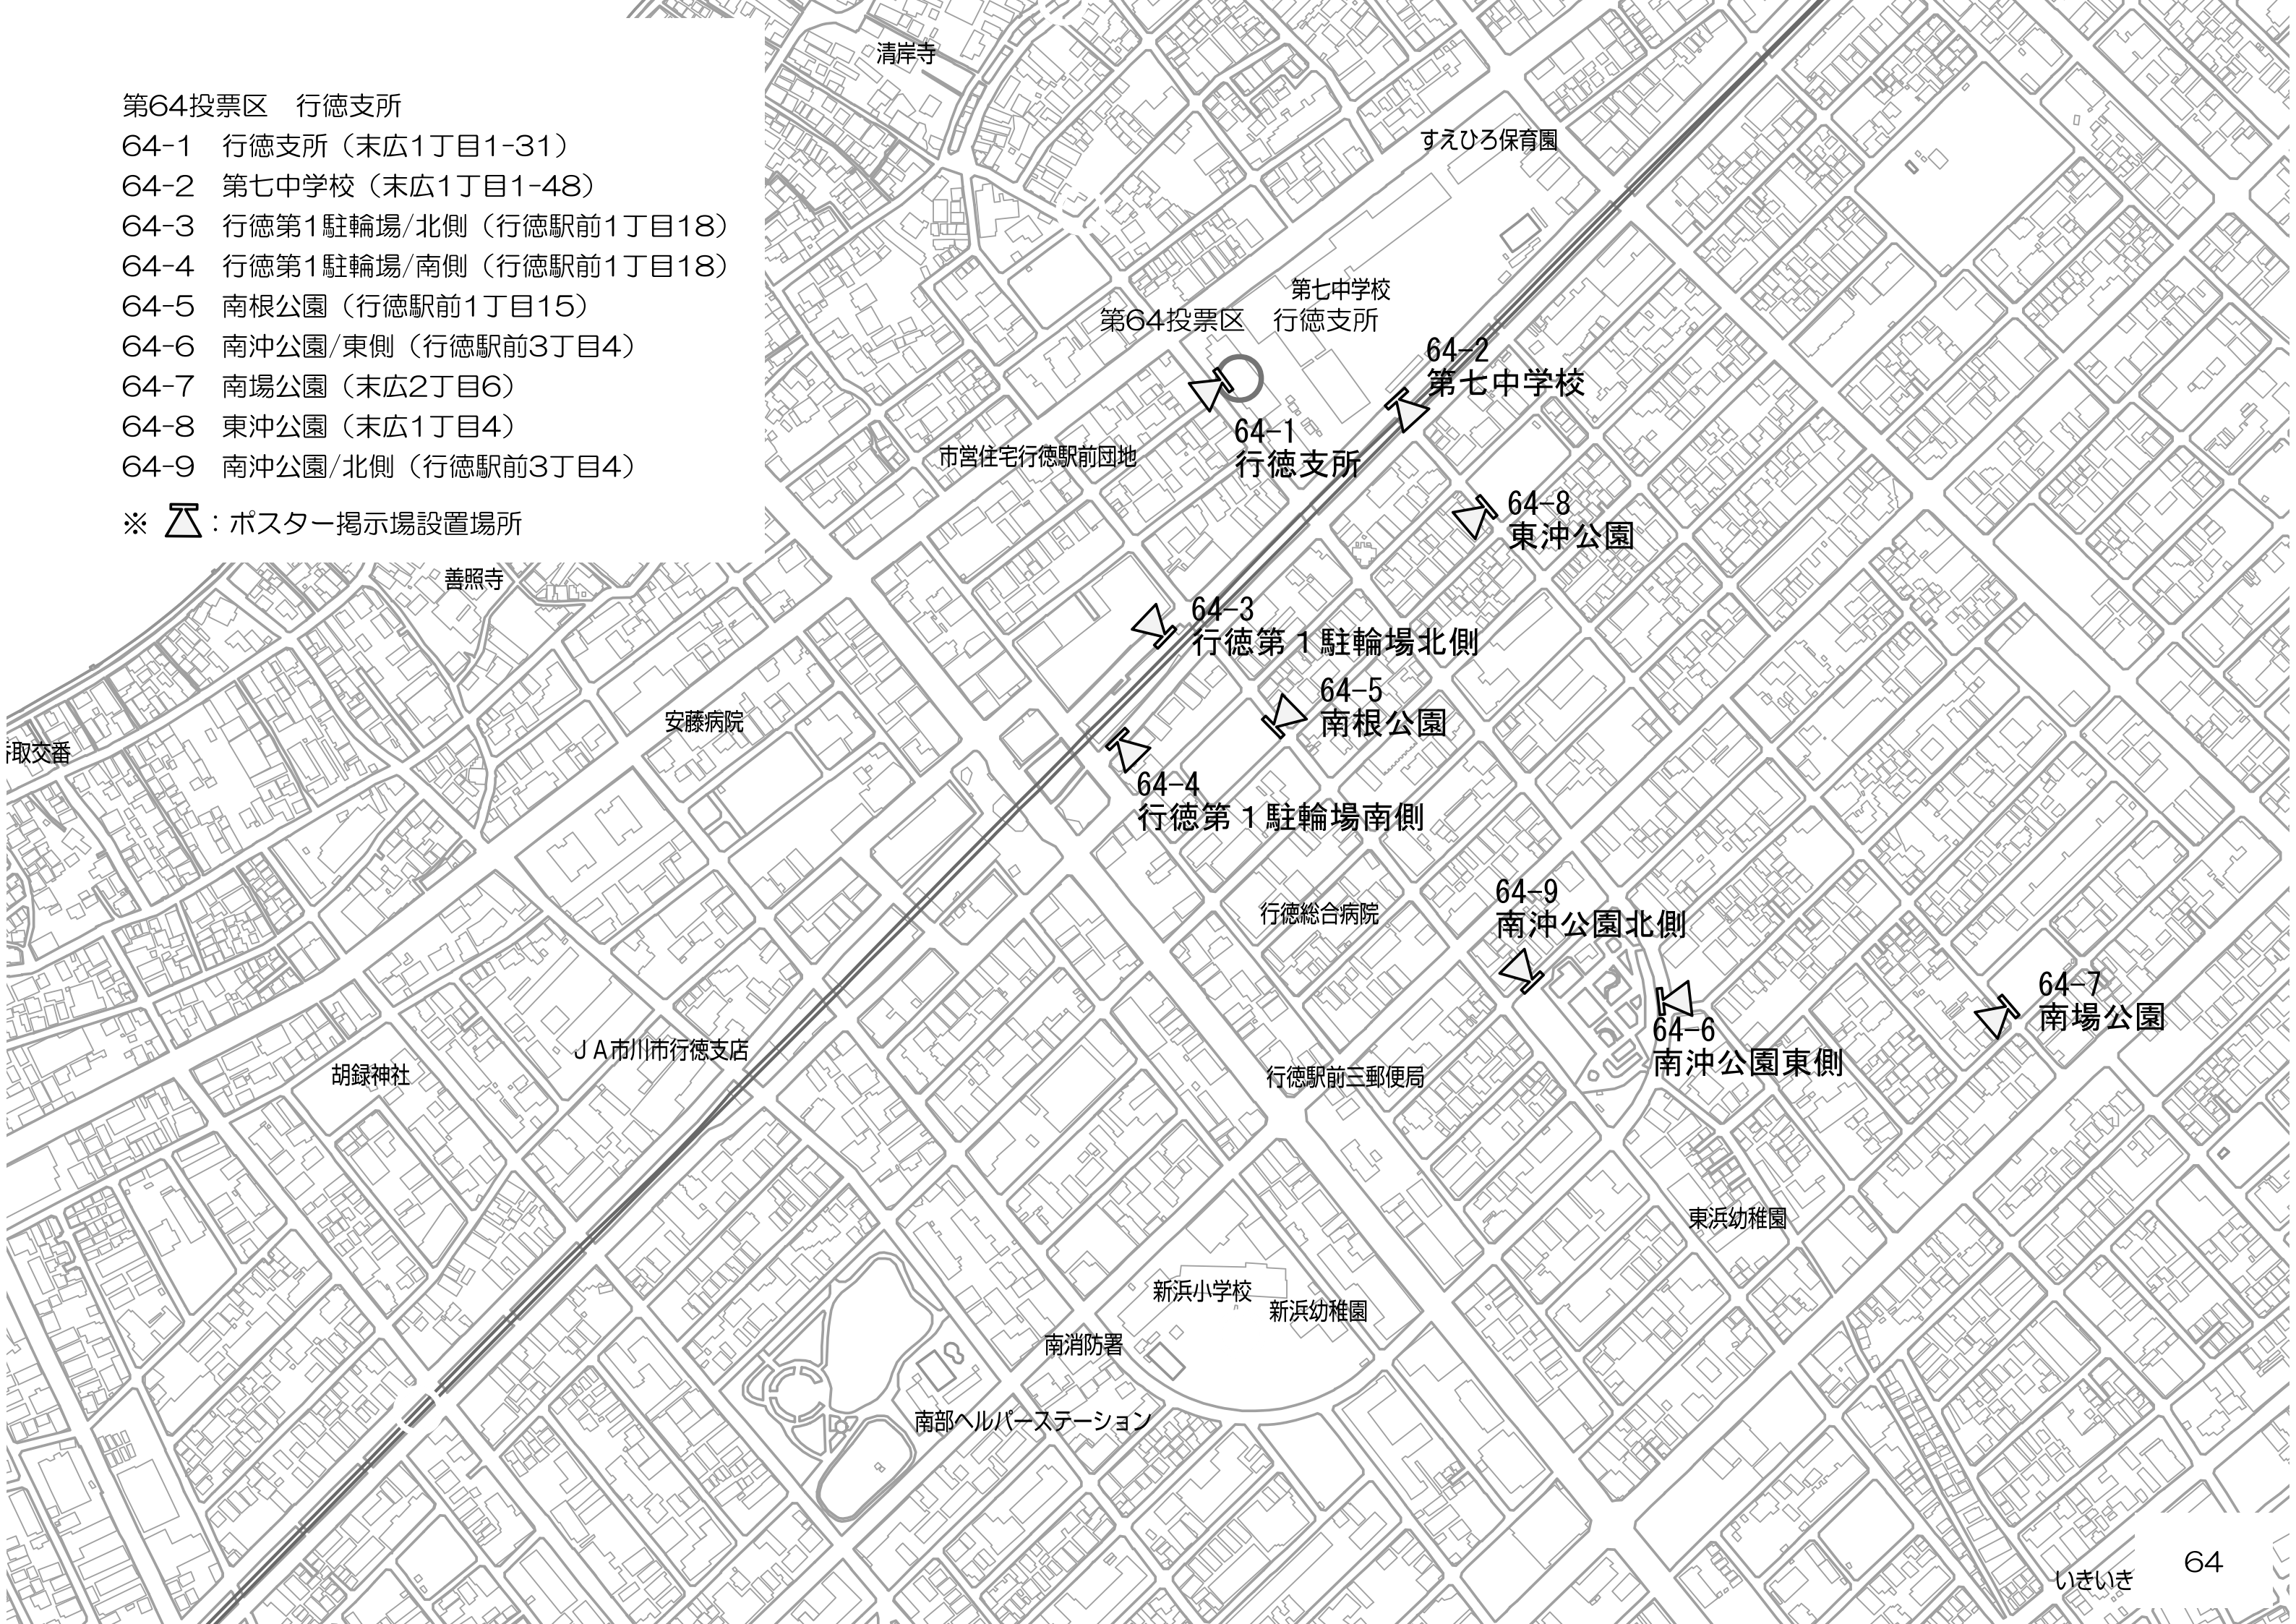 第64投票区　行徳支所
64-1　行徳支所（末広1丁目1-31）
64-2　第七中学校（末広1丁目1-48）
64-3　行徳第1駐輪場/北側（行徳駅前1丁目18）
64-4　行徳第1駐輪場/南側（行徳駅前1丁目18）
64-5　南根公園（行徳駅前1丁目15）
64-6　南沖公園/東側（行徳駅前3丁目4）
64-7　南場公園（末広2丁目6）
64-8　東沖公園（末広1丁目4）
64-9　南沖公園/北側（行徳駅前3丁目4）
※　：ポスター掲示場設置場所
清岸寺
すえひろ保育園
第七中学校
第64投票区　行徳支所
64-2
第七中学校
64-1
行徳支所
市営住宅行徳駅前団地
64-8
東沖公園
善照寺
64-3
行徳第１駐輪場北側
64-5
南根公園
安藤病院
取交番
64-4
行徳第１駐輪場南側
64-9
南沖公園北側
行徳総合病院
64-7
南場公園
64-6
南沖公園東側
ＪＡ市川市行徳支店
胡録神社
行徳駅前三郵便局
東浜幼稚園
新浜小学校
新浜幼稚園
南消防署
南部ヘルパーステーション
64
いきいき